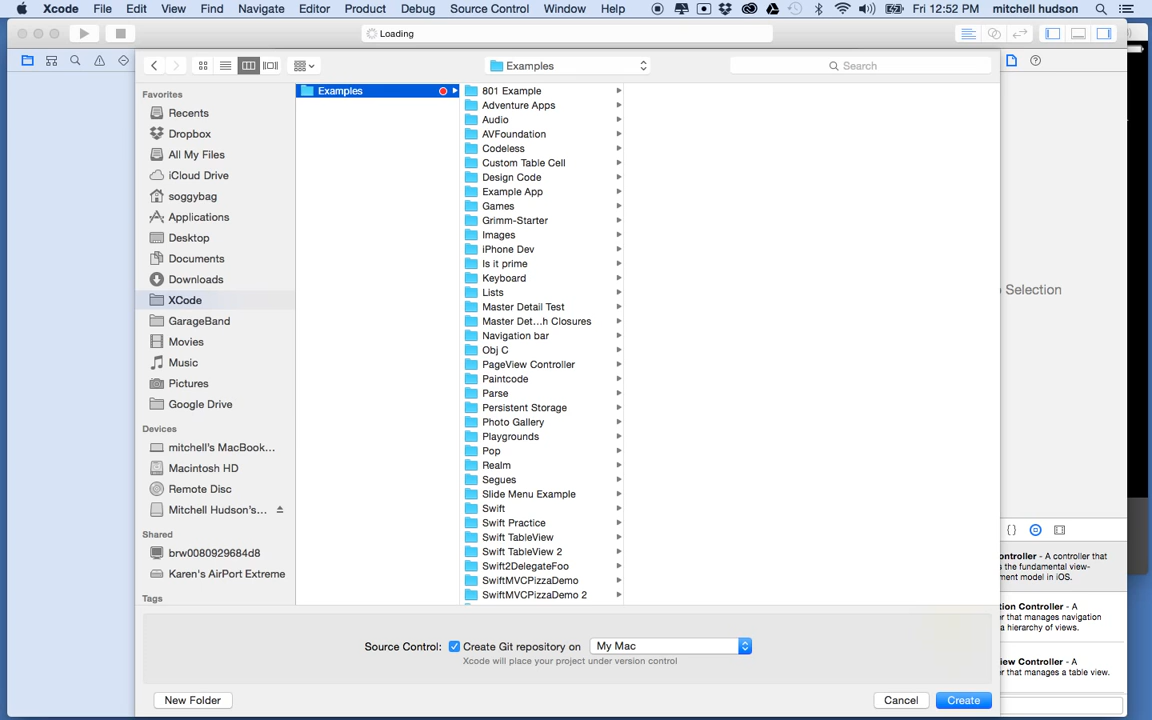 Xcode File Edit View Find Navigate Editor Product Debug Source Control Window Help Fri 12:52 PM mitchell hudson
Loading
Examples
Search
Favorites
Recents
Dropbox
All My Files
iCloud Drive
soggybag
Applications
Desktop
Documents
Downloads
XCode
GarageBand
Movies
Music
Pictures
Google Drive
Devices
mitchell's MacBook...
Macintosh HD
Remote Disc
Mitchell Hudson's...
Shared
brw0080929684d8
Karen's AirPort Extreme
Tags
Examples
801 Example
Adventure Apps
Audio
AVFoundation
Codeless
Custom Table Cell
Design Code
Example App
Games
Grimm-Starter
Images
iPhone Dev
Is it prime
Keyboard
Lists
Master Detail Test
Master Det...h Closures
Navigation bar
Obj C
PageView Controller
Paintcode
Parse
Persistent Storage
Photo Gallery
Playgrounds
Pop
Realm
Segues
Slide Menu Example
Swift
Swift Practice
Swift TableView
Swift TableView 2
Swift2DelegateFoo
SwiftMVCPizzaDemo
SwiftMVCPizzaDemo 2
Selection
{ }
ontroller - A controller that
s the fundamental view-
ment model in iOS.
tion Controller - A
r that manages navigation
a hierarchy of views.
iew Controller - A
r that manages a table view.
Source Control: Create Git repository on My Mac
Xcode will place your project under version control
New Folder
Cancel
Create